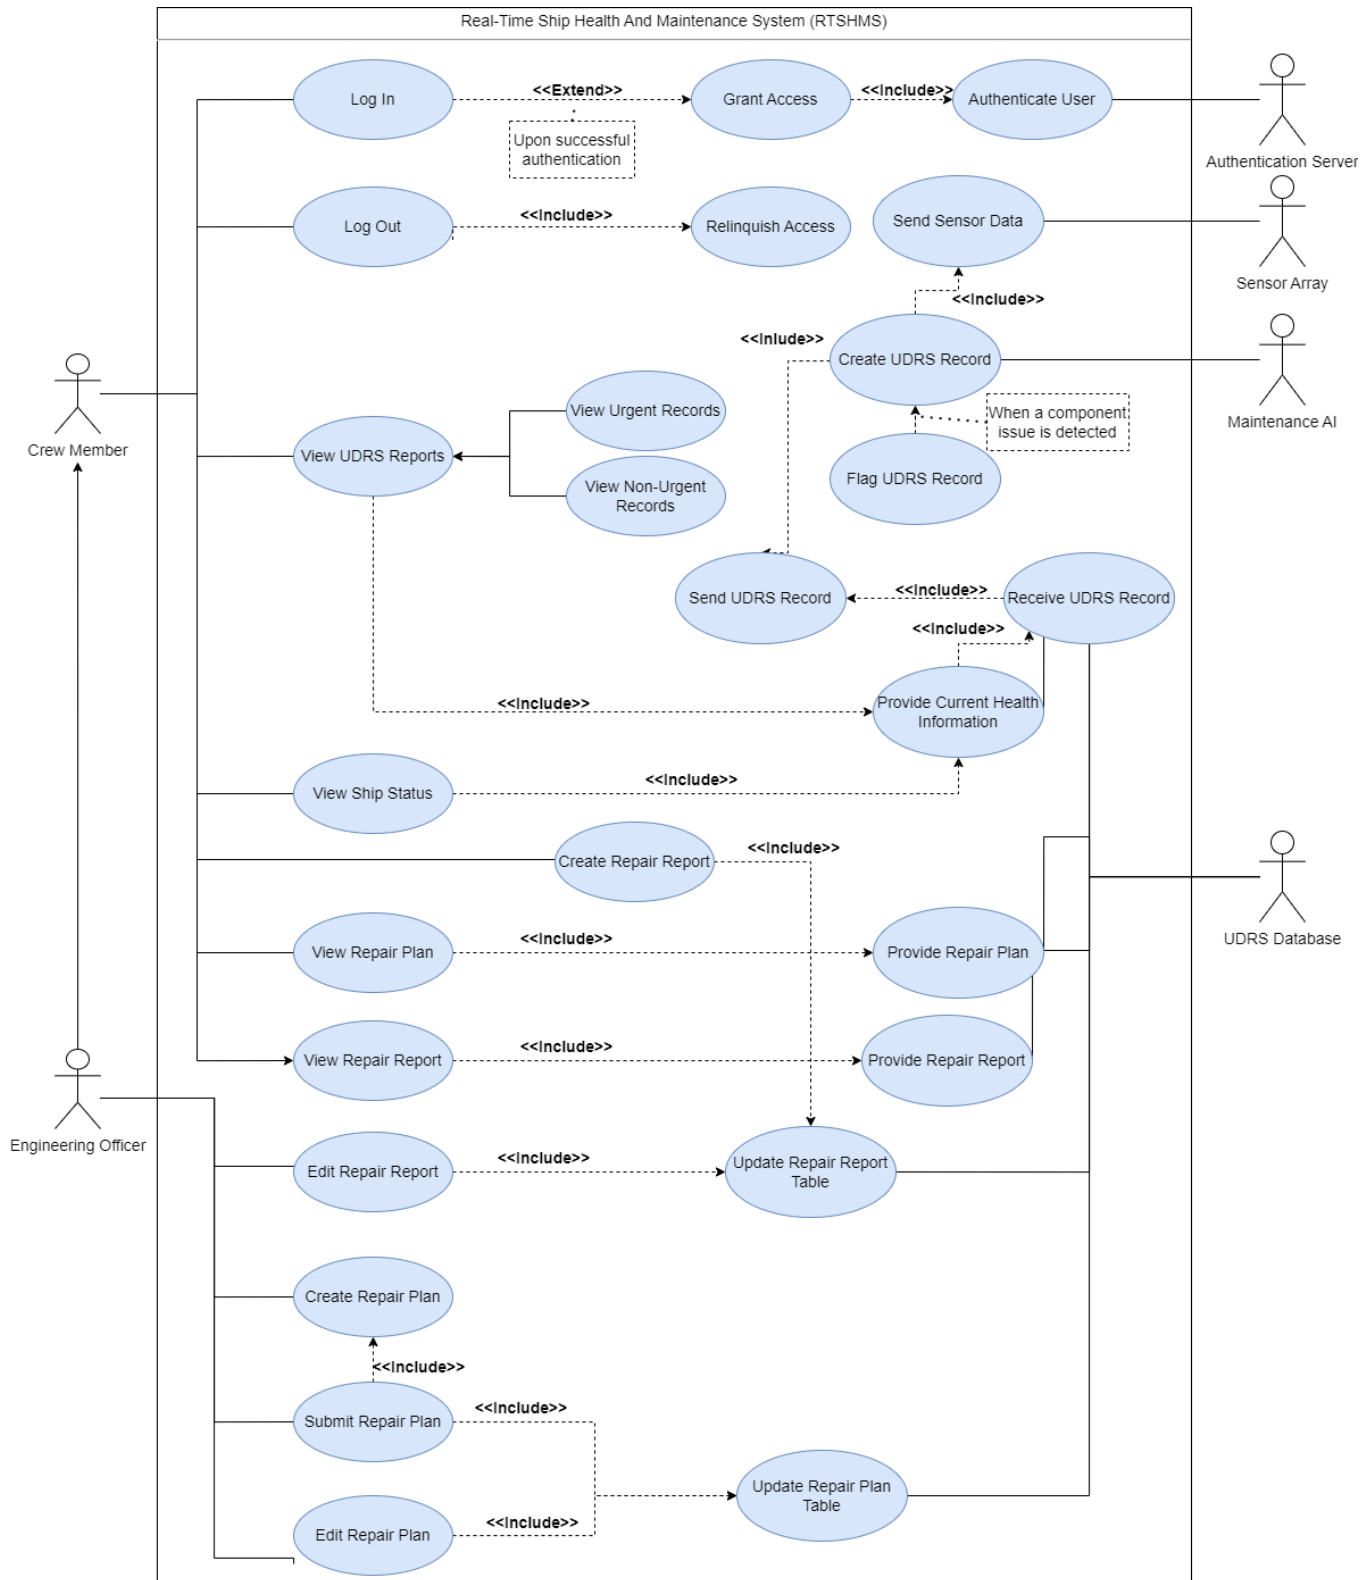 Real-Time Ship Health And Maintenance System (RTSHMS)
Log In
<<Extend>>
Grant Access
<<Include>>
Authenticate User
Upon successful
authentication
Authentication Server
Log Out
<<Include>>
Relinquish Access
Send Sensor Data
Sensor Array
<<Include>>
<<Inlude>>
Create UDRS Record
Maintenance AI
When a component
issue is detected
Flag UDRS Record
Crew Member
View UDRS Reports
View Urgent Records
View Non-Urgent
Records
Send UDRS Record
<<Include>>
Receive UDRS Record
<<Include>>
<<Include>>
Provide Current Health
Information
View Ship Status
<<Include>>
Create Repair Report
<<Include>>
View Repair Plan
<<Include>>
Provide Repair Plan
UDRS Database
View Repair Report
<<Include>>
Provide Repair Report
Engineering Officer
Edit Repair Report
<<Include>>
Update Repair Report
Table
Create Repair Plan
<<Include>>
Submit Repair Plan
<<Include>>
Update Repair Plan
Table
Edit Repair Plan
<<Include>>